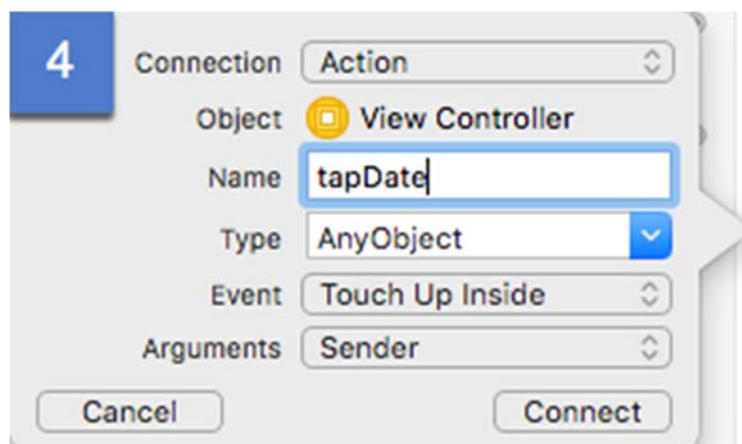 4
Connection Action
Object View Controller
Name tapDate
Type AnyObject
Event Touch Up Inside
Arguments Sender
Cancel Connect